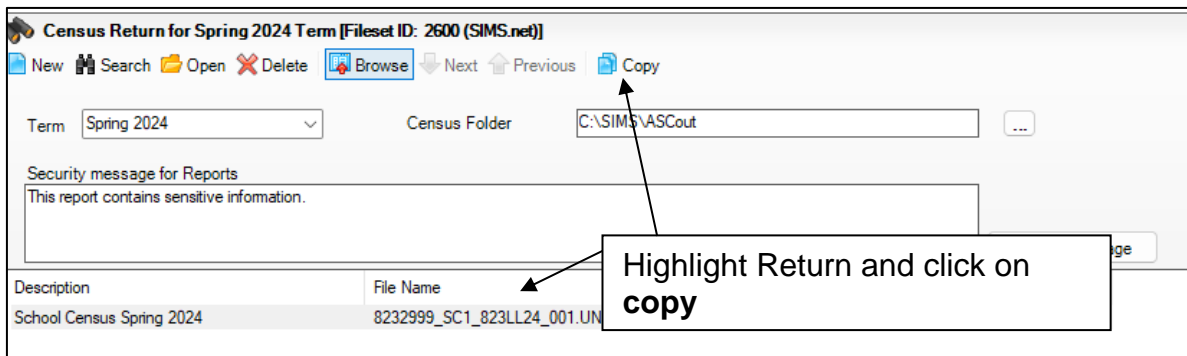 Census Return for Spring 2024 Term [Fileset ID: 2600 (SIMS.net)]
New Search Open Delete Browse Next Previous Copy
Term Spring 2024 Census Folder C:\SIMS\ASCout ...
Security message for Reports
This report contains sensitive information.
Highlight Return and click on
copy
Description File Name
School Census Spring 2024 8232999_SC1_823LL24_001.UN